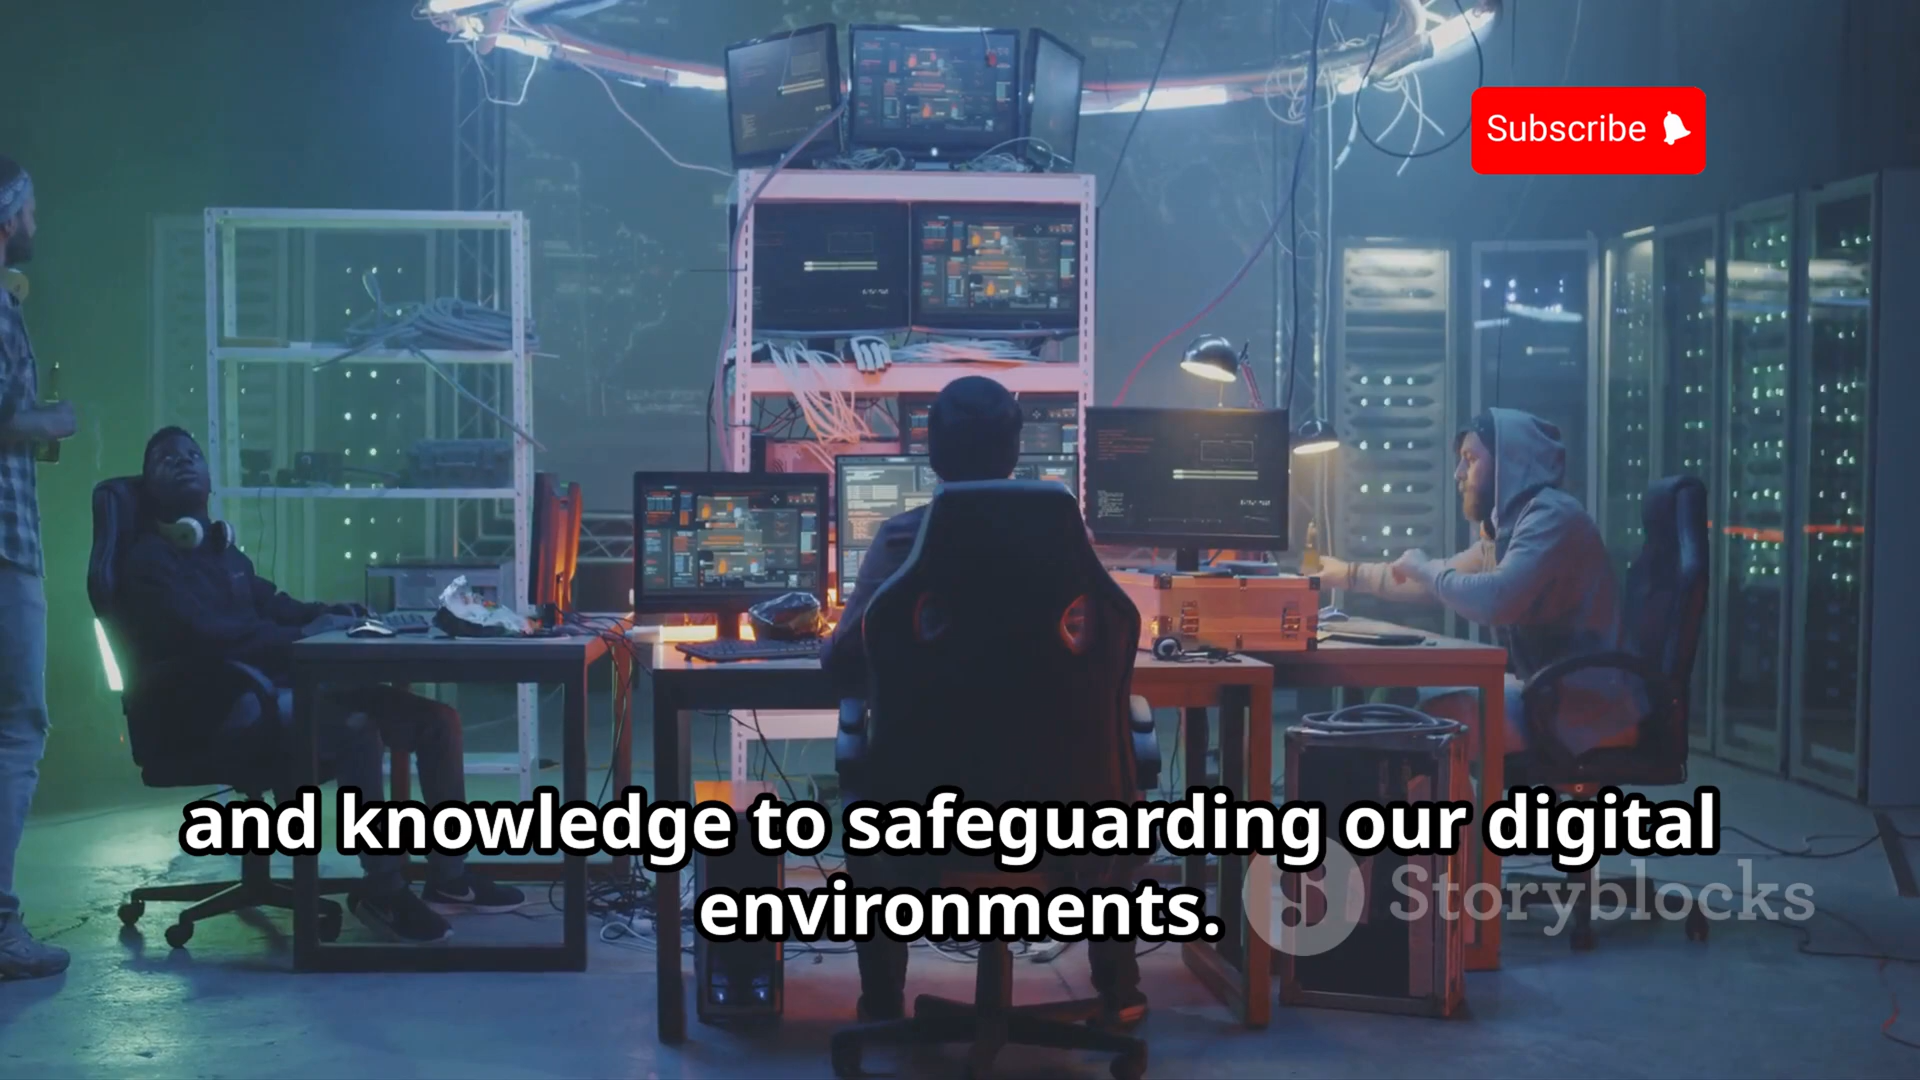 Subscribe
and knowledge to safeguarding our digital
environments.
Storyblocks